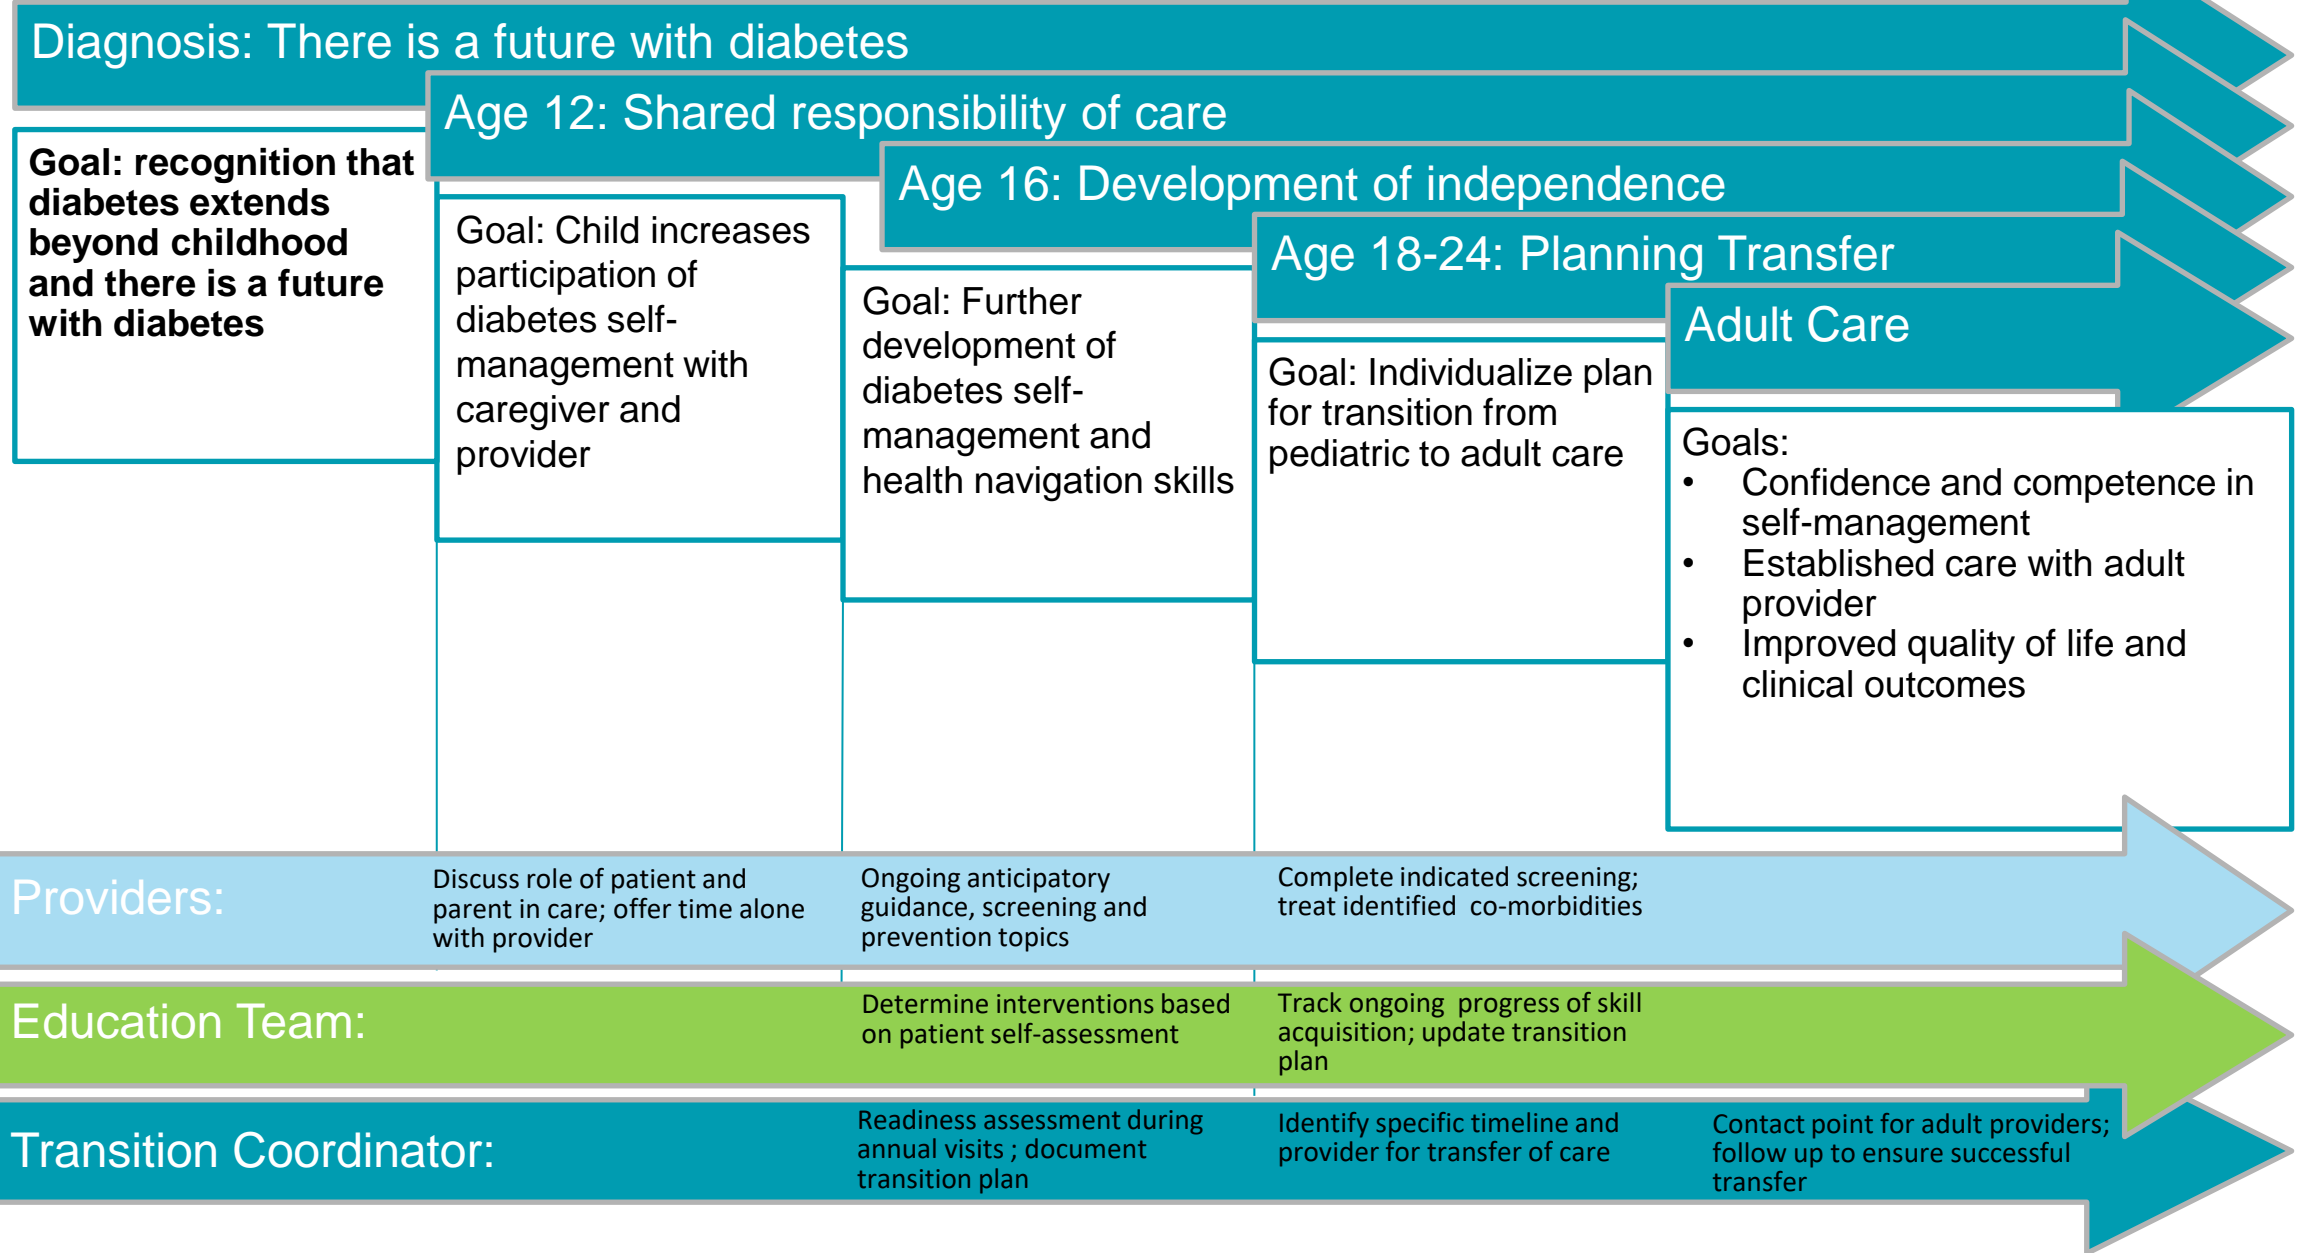 Diagnosis: There is a future with diabetes
Goal: recognition that
diabetes extends
beyond childhood
and there is a future
with diabetes
Age 12: Shared responsibility of care
Goal: Child increases
participation of
diabetes self-
management with
caregiver and
provider
Age 16: Development of independence
Goal: Further
development of
diabetes self-
management and
health navigation skills
Age 18-24: Planning Transfer
Goal: Individualize plan
for transition from
pediatric to adult care
Adult Care
Goals:
• Confidence and competence in
self-management
• Established care with adult
provider
• Improved quality of life and
clinical outcomes
Providers:
Discuss role of patient and
parent in care; offer time alone
with provider
Ongoing anticipatory
guidance, screening and
prevention topics
Complete indicated screening;
treat identified co-morbidities
Education Team:
Determine interventions based
on patient self-assessment
Track ongoing progress of skill
acquisition; update transition
plan
Transition Coordinator:
Readiness assessment during
annual visits ; document
transition plan
Identify specific timeline and
provider for transfer of care
Contact point for adult providers;
follow up to ensure successful
transfer